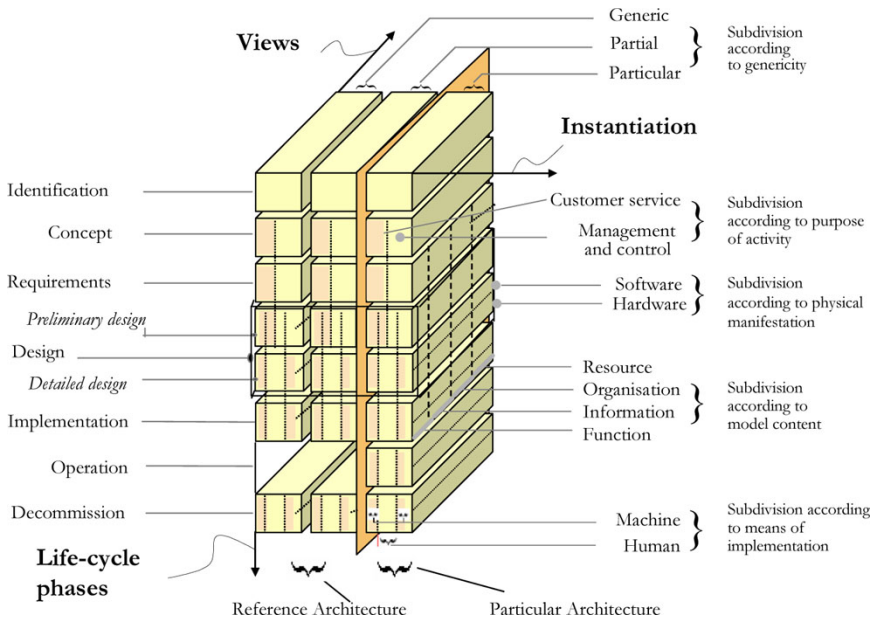 Generic
Views
Partial
Subdivision
according
to genericity
Particular
Instantiation
Identification
Customer service
Subdivision
according to purpose
of activity
Concept
Management
and control
Requirements
Software
Hardware
Subdivision
according to physical
manifestation
Preliminary design
Design
Detailed design
Resource
Organisation
Information
Function
Subdivision
according to
model content
Implementation
Operation
Decommission
Machine
Human
Subdivision according
to means of
implementation
Life-cycle
phases
Reference Architecture
Particular Architecture